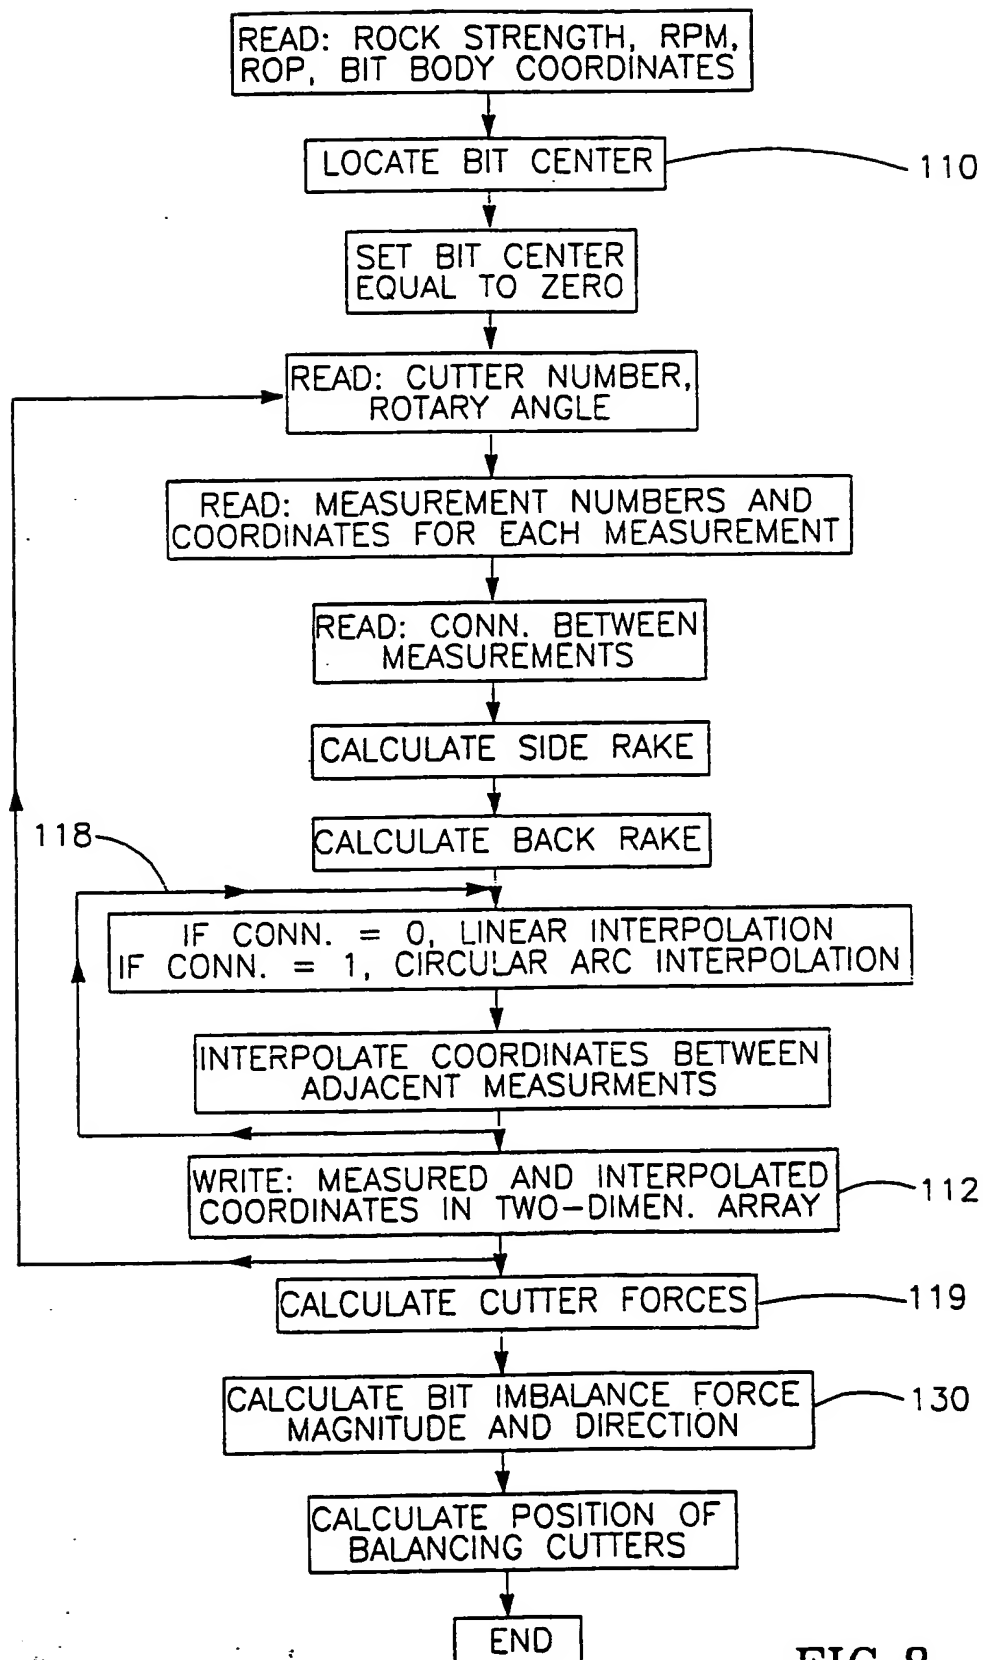 READ: ROCK STRENGTH, RPM,
ROP, BIT BODY COORDINATES
LOCATE BIT CENTER
110
SET BIT CENTER
EQUAL TO ZERO
READ: CUTTER NUMBER,
ROTARY ANGLE
READ: MEASUREMENT NUMBERS AND
COORDINATES FOR EACH MEASUREMENT
READ: CONN. BETWEEN
MEASUREMENTS
CALCULATE SIDE RAKE
CALCULATE BACK RAKE
118
IF CONN. = 0, LINEAR INTERPOLATION
IF CONN. = 1, CIRCULAR ARC INTERPOLATION
INTERPOLATE COORDINATES BETWEEN
ADJACENT MEASURMENTS
WRITE: MEASURED AND INTERPOLATED
COORDINATES IN TWO-DIMEN. ARRAY
112
CALCULATE CUTTER FORCES
119
CALCULATE BIT IMBALANCE FORCE
MAGNITUDE AND DIRECTION
130
CALCULATE POSITION OF
BALANCING CUTTERS
END